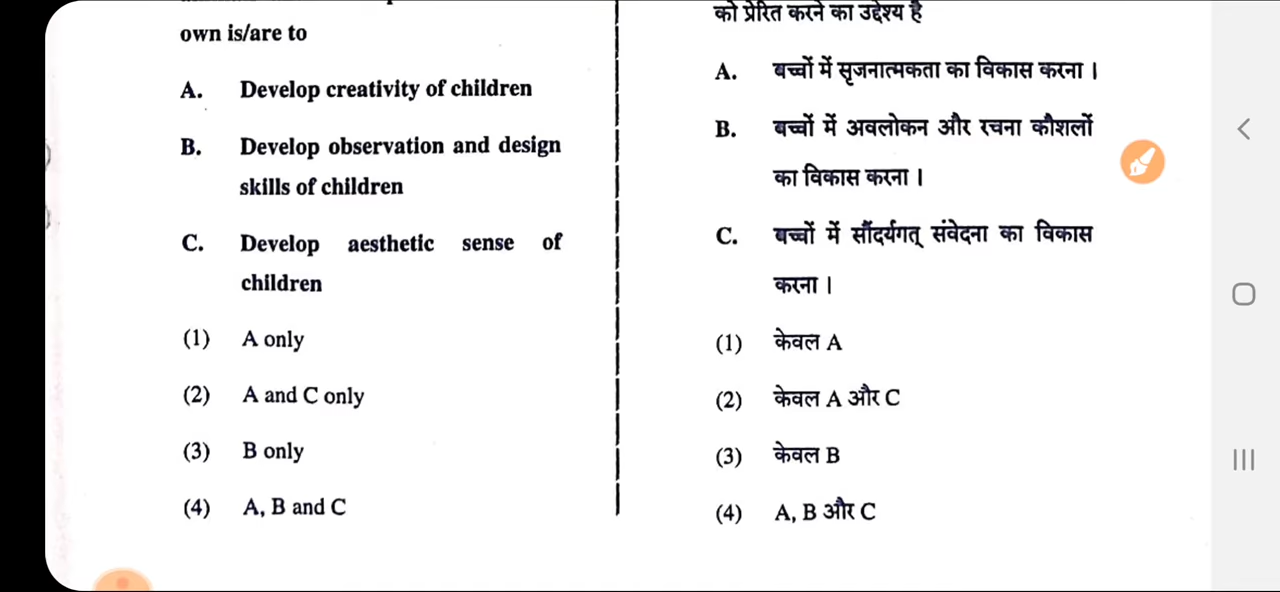 own is/are to
A. Develop creativity of children
B. Develop observation and design
skills of children
C. Develop aesthetic sense of
children
(1) A only
(2) A and C only
(3) B only
(4) A, B and C
को प्रेरित करने का उद्देश्य है
A. बच्चों में सृजनात्मकता का विकास करना ।
B. बच्चों में अवलोकन और रचना कौशलों
का विकास करना ।
C. बच्चों में सौंदर्यगत् संवेदना का विकास
करना ।
(1) केवल A
(2) केवल A और C
(3) केवल B
(4) A, B और C